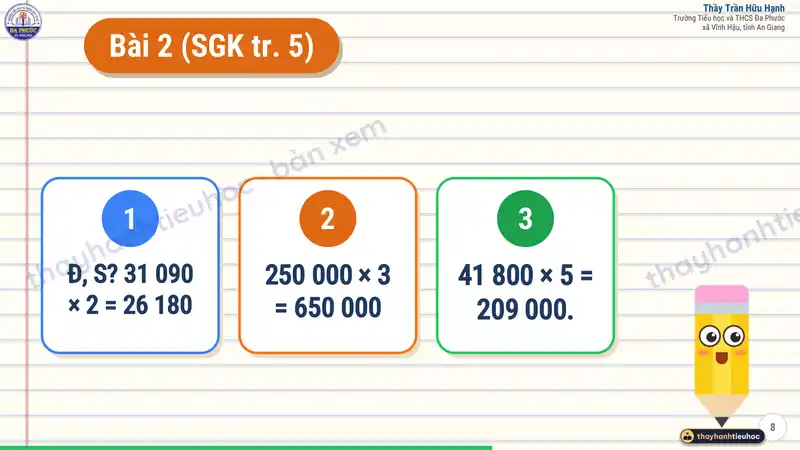 Thầy Trần Hữu Hạnh
Trường Tiểu học và THCS Đa Phước
xã Vĩnh Hậu, tỉnh An Giang
ĐA PHƯỚC
Bài 2 (SGK tr. 5)
bản xem
thayhanhtieuhoc
thayhanhtie
1
Đ, S? 31 090
× 2 = 26 180
2
250 000 × 3
= 650 000
3
41 800 × 5 =
209 000.
thayhanhtieuhoc
8